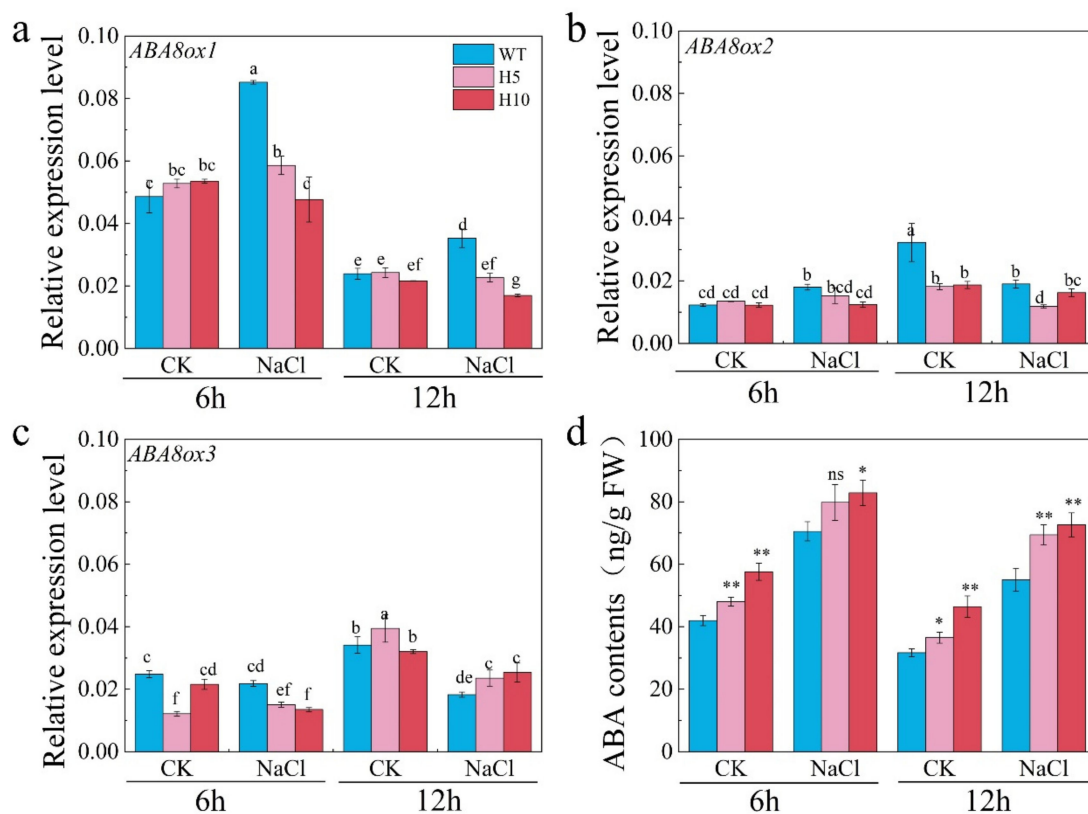 a
ABA8ox1
Relative expression level
0.10
0.08
0.06
0.04
0.02
0.00
WT
H5
H10
c bc bc a b c e e ef d ef g
CK NaCl CK NaCl
6h 12h
b
ABA8ox2
Relative expression level
0.10
0.08
0.06
0.04
0.02
0.00
cd cd cd b bcd cd a b b b d bc
CK NaCl CK NaCl
6h 12h
c
ABA8ox3
Relative expression level
0.10
0.08
0.06
0.04
0.02
0.00
c f cd cd ef f b a b de c c
CK NaCl CK NaCl
6h 12h
d
ABA contents（ng/g FW）
100
80
60
40
20
0
** ** ns * * ** ** **
CK NaCl CK NaCl
6h 12h